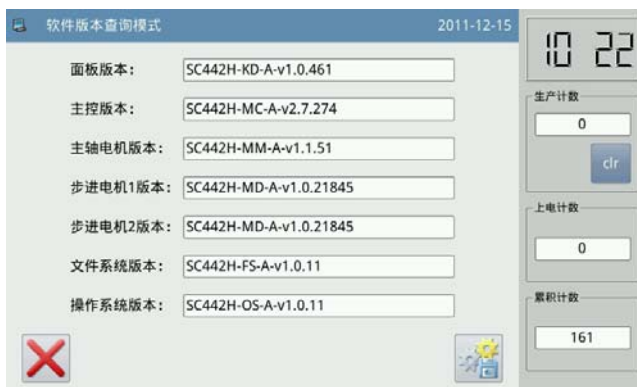 软件版本查询模式 2011-12-15
面板版本: SC442H-KD-A-v1.0.461
主控版本: SC442H-MC-A-v2.7.274
主轴电机版本: SC442H-MM-A-v1.1.51
步进电机1版本: SC442H-MD-A-v1.0.21845
步进电机2版本: SC442H-MD-A-v1.0.21845
文件系统版本: SC442H-FS-A-v1.0.11
操作系统版本: SC442H-OS-A-v1.0.11
10 22
生产计数
0
clr
上电计数
0
累积计数
161